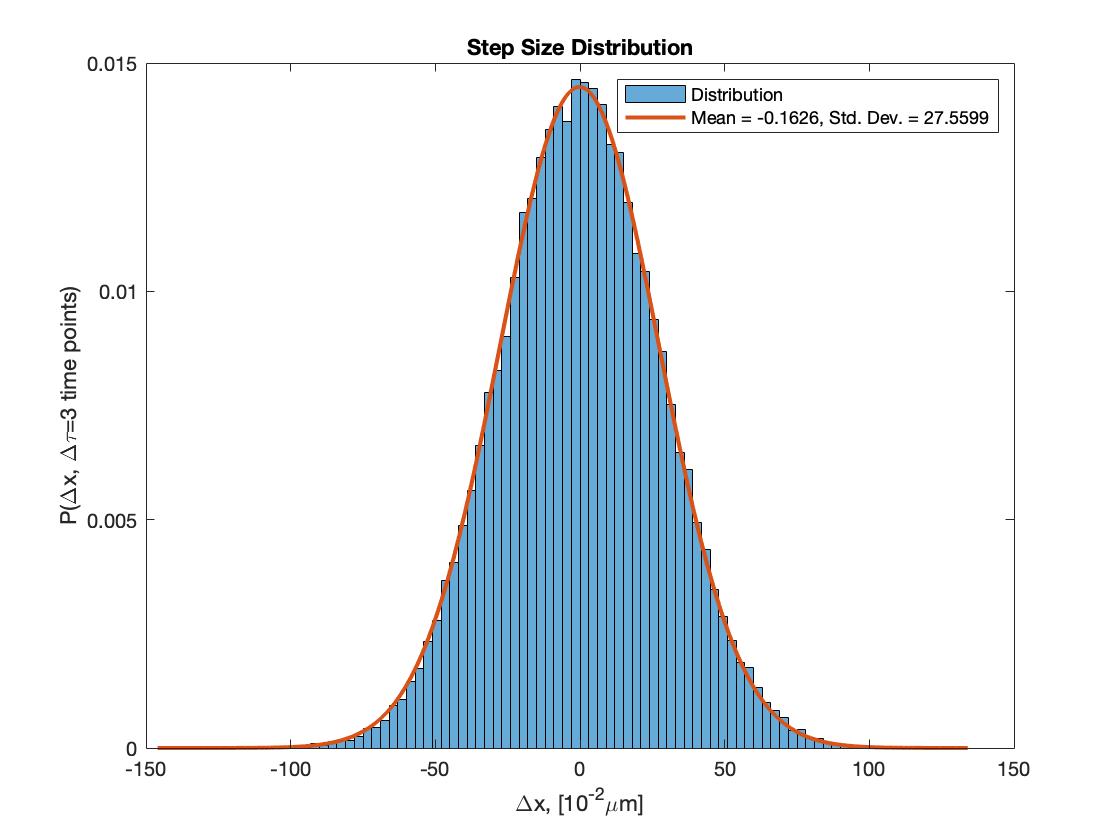 Step Size Distribution
Distribution
Mean = -0.1626, Std. Dev. = 27.5599
0.015
0.01
0.005
0
P(Δx, Δτ=3 time points)
-150 -100 -50 0 50 100 150
Δx, [10⁻²μm]